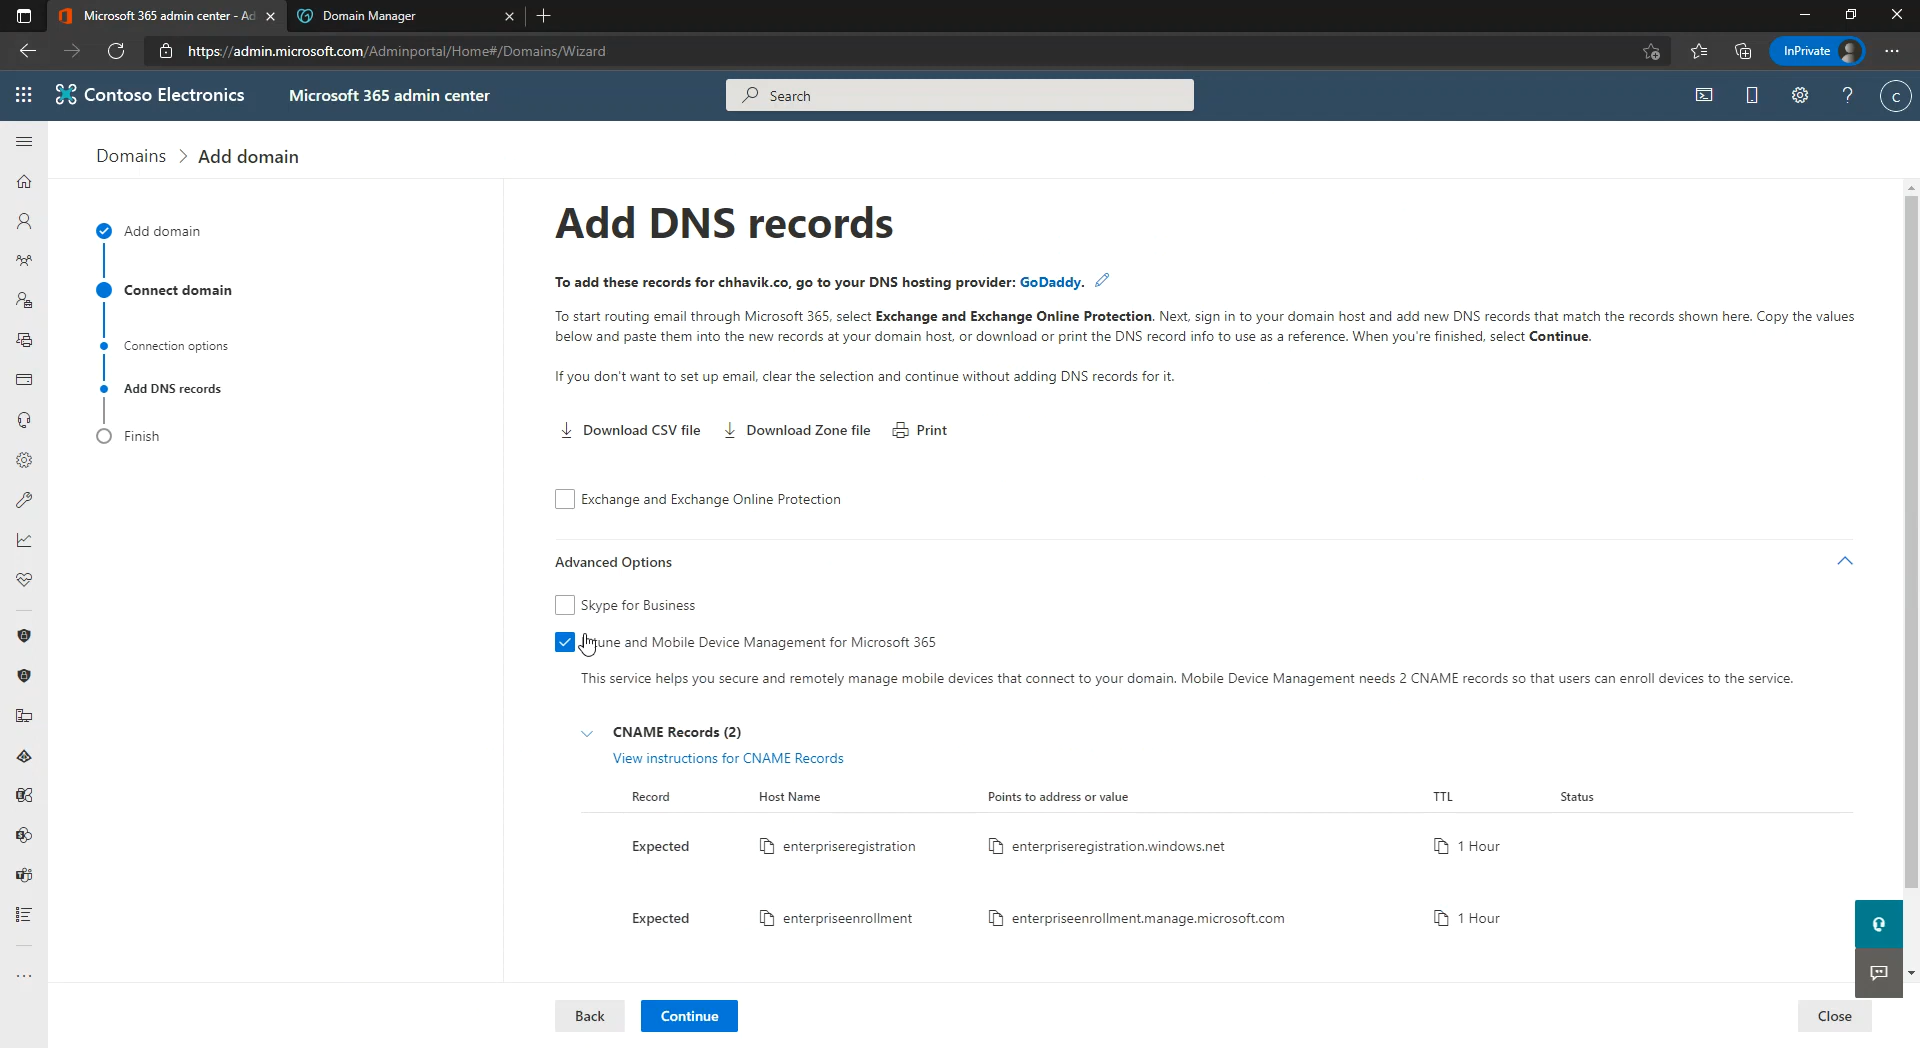 Microsoft 365 admin center - Ad
Domain Manager
https://admin.microsoft.com/Adminportal/Home#/Domains/Wizard
InPrivate
Contoso Electronics
Microsoft 365 admin center
Search
C
Domains > Add domain
Add domain
Connect domain
Connection options
Add DNS records
Finish
Add DNS records
To add these records for chhavik.co, go to your DNS hosting provider: GoDaddy.
To start routing email through Microsoft 365, select Exchange and Exchange Online Protection. Next, sign in to your domain host and add new DNS records that match the records shown here. Copy the values
below and paste them into the new records at your domain host, or download or print the DNS record info to use as a reference. When you're finished, select Continue.
If you don't want to set up email, clear the selection and continue without adding DNS records for it.
Download CSV file
Download Zone file
Print
Exchange and Exchange Online Protection
Advanced Options
Skype for Business
and Mobile Device Management for Microsoft 365
This service helps you secure and remotely manage mobile devices that connect to your domain. Mobile Device Management needs 2 CNAME records so that users can enroll devices to the service.
CNAME Records (2)
View instructions for CNAME Records
Record Host Name Points to address or value TTL Status
Expected enterpriseregistration enterpriseregistration.windows.net 1 Hour
Expected enterpriseenrollment enterpriseenrollment.manage.microsoft.com 1 Hour
Back
Continue
Close